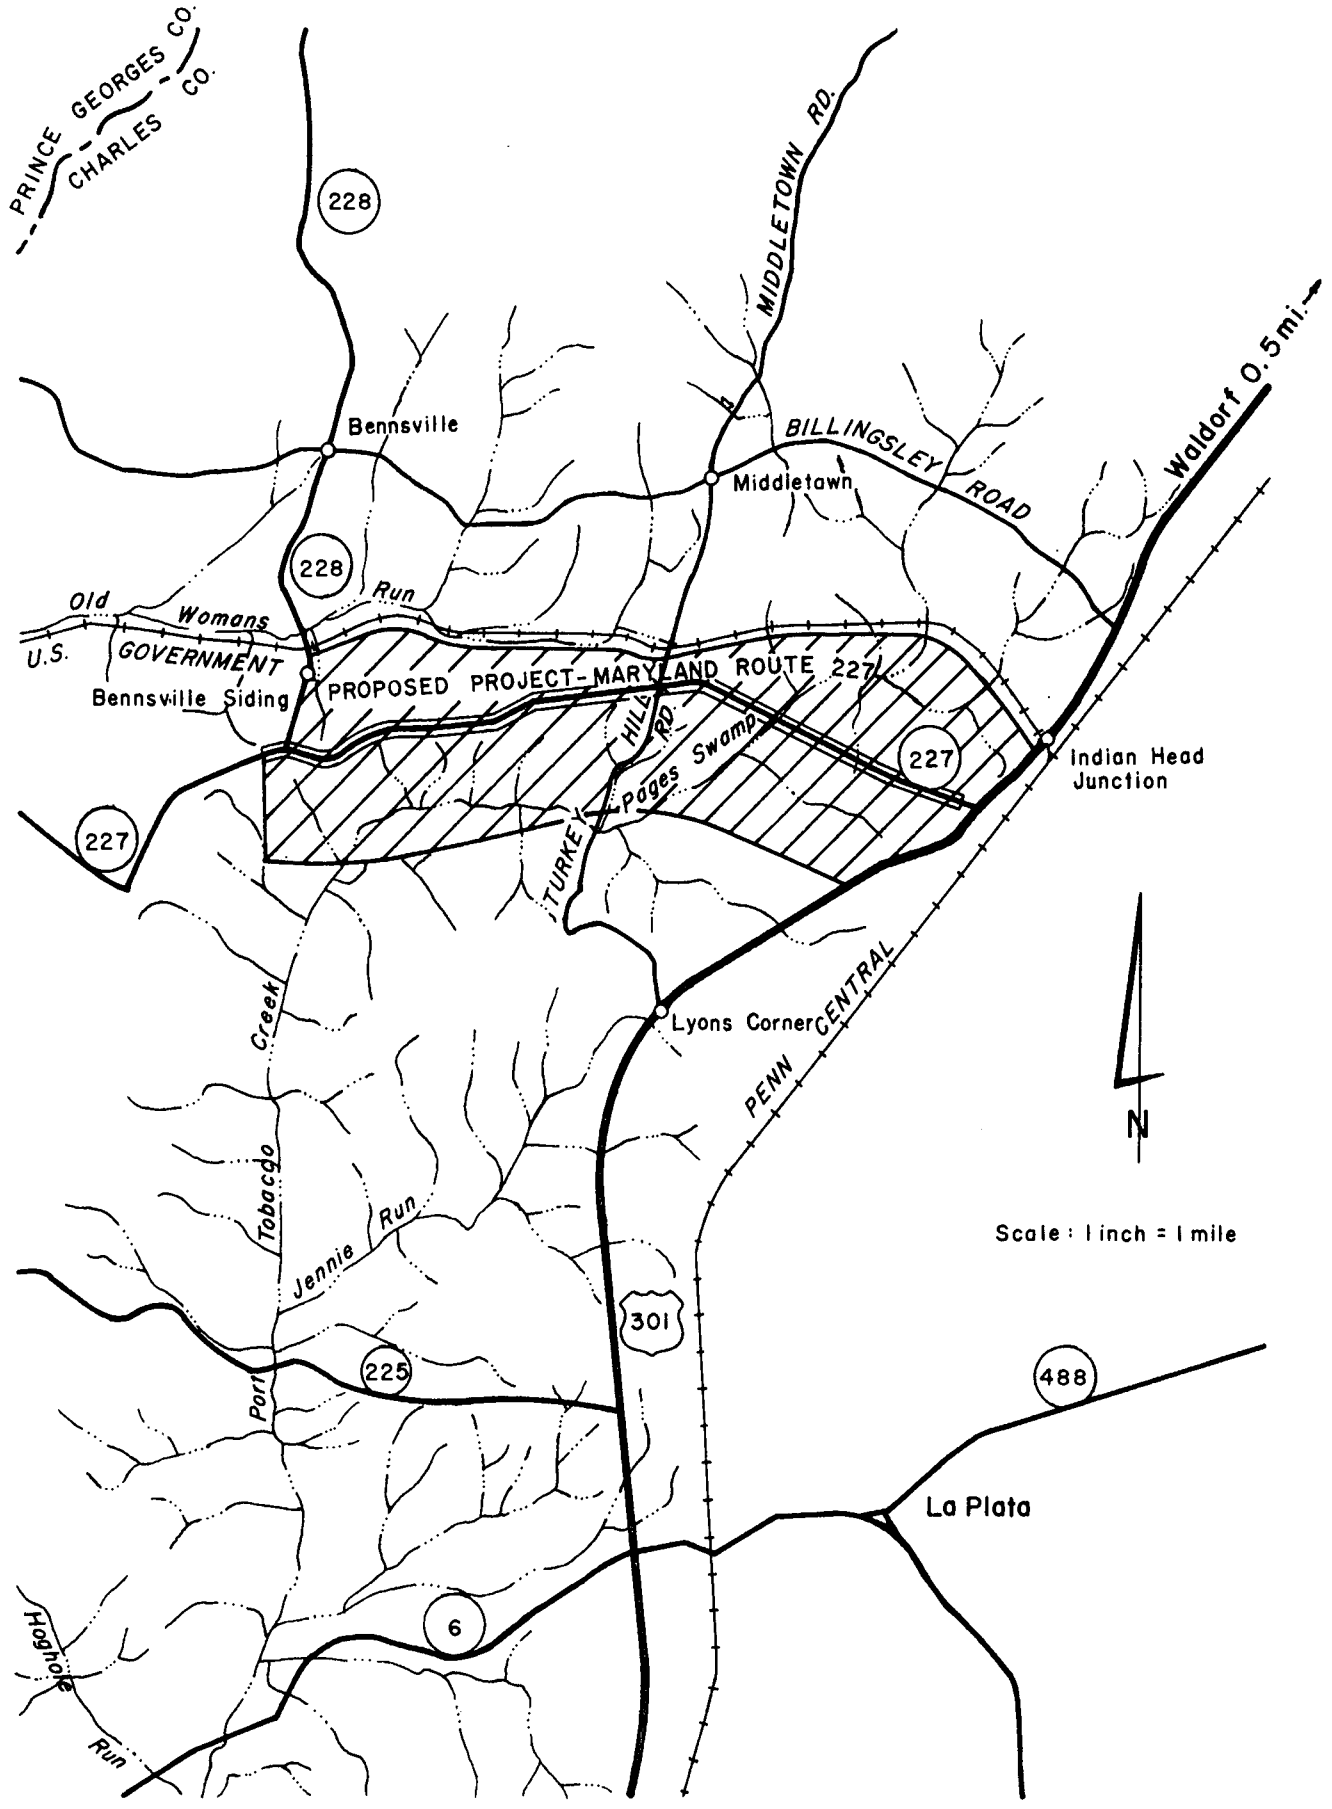 PRINCE GEORGES CO.
CHARLES CO.
228
MIDDLETOWN RD.
Waldorf 0.5 mi.
Bennsville
BILLINGSLEY ROAD
Middletown
228
Old Womans Run
U.S. GOVERNMENT
Bennsville Siding
PROPOSED PROJECT-MARYLAND ROUTE 227
TURKEY HILL RD
Pages Swamp
227
Indian Head
Junction
227
Lyons Corner
PENN CENTRAL
N
Port Tobacco Creek
Jennie Run
Scale: 1 inch = 1 mile
301
225
488
La Plata
6
Hoghole Run